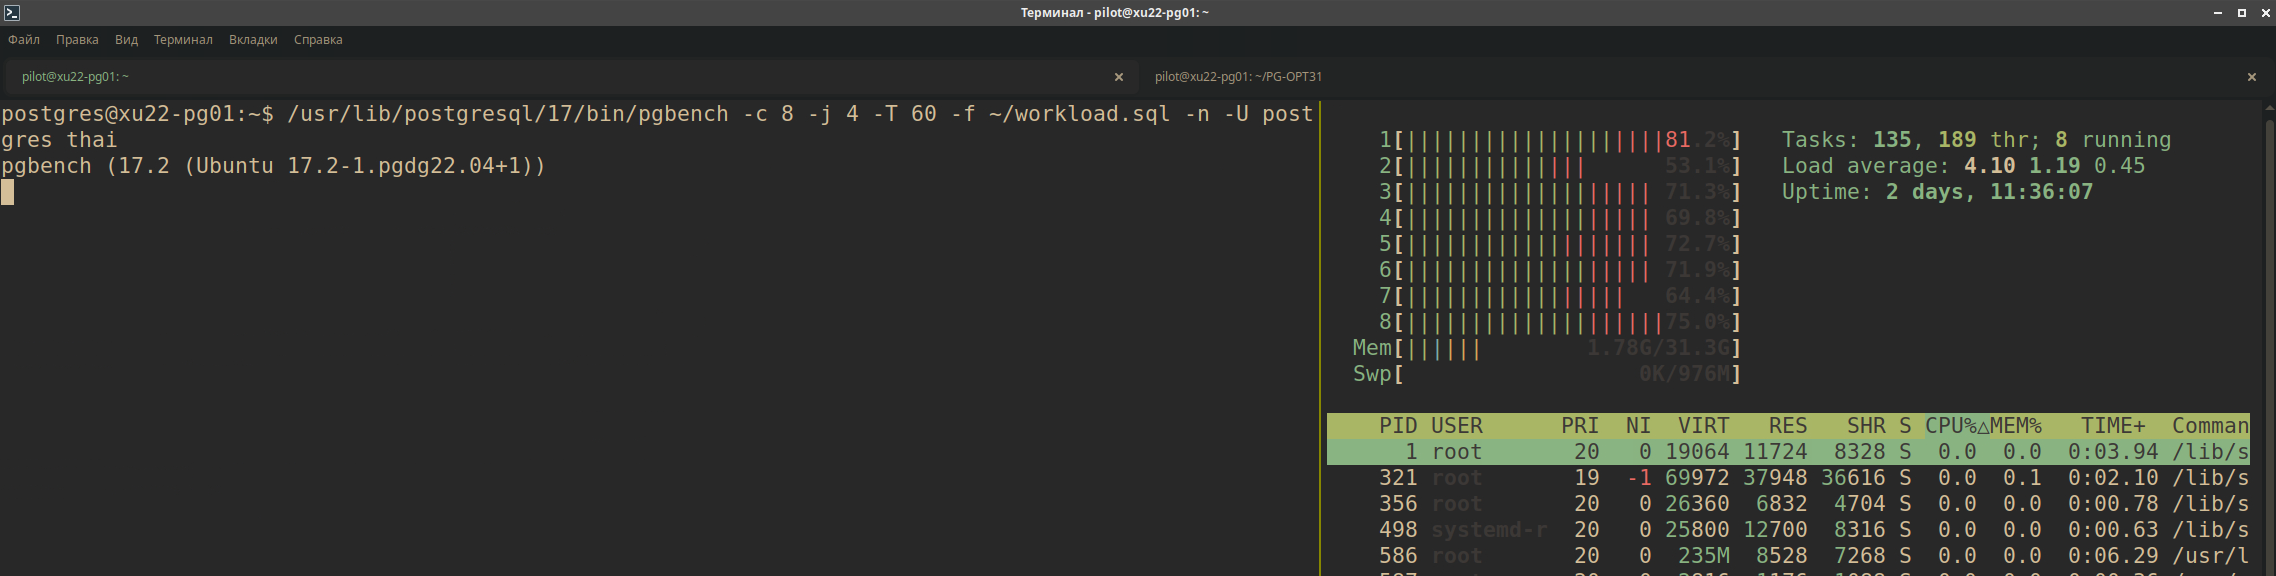 Терминал - pilot@xu22-pg01: ~
Файл Правка Вид Терминал Вкладки Справка
pilot@xu22-pg01: ~
pilot@xu22-pg01: ~/PG-OPT31
postgres@xu22-pg01:~$ /usr/lib/postgresql/17/bin/pgbench -c 8 -j 4 -T 60 -f ~/workload.sql -n -U post
gres thai
pgbench (17.2 (Ubuntu 17.2-1.pgdg22.04+1))
1[||||||||||||||||||||81.2%]
2[|||||||||||||| 53.1%]
3[||||||||||||||||||| 71.3%]
4[||||||||||||||||||| 69.8%]
5[||||||||||||||||||| 72.7%]
6[||||||||||||||||||| 71.9%]
7[||||||||||||||||| 64.4%]
8[||||||||||||||||||||75.0%]
Mem[|||||| 1.78G/31.3G]
Swp[ 0K/976M]
Tasks: 135, 189 thr; 8 running
Load average: 4.10 1.19 0.45
Uptime: 2 days, 11:36:07
PID USER PRI NI VIRT RES SHR S CPU%△MEM% TIME+ Comman
1 root 20 0 19064 11724 8328 S 0.0 0.0 0:03.94 /lib/s
321 root 19 -1 69972 37948 36616 S 0.0 0.1 0:02.10 /lib/s
356 root 20 0 26360 6832 4704 S 0.0 0.0 0:00.78 /lib/s
498 systemd-r 20 0 25800 12700 8316 S 0.0 0.0 0:00.63 /lib/s
586 root 20 0 235M 8528 7268 S 0.0 0.0 0:06.29 /usr/l